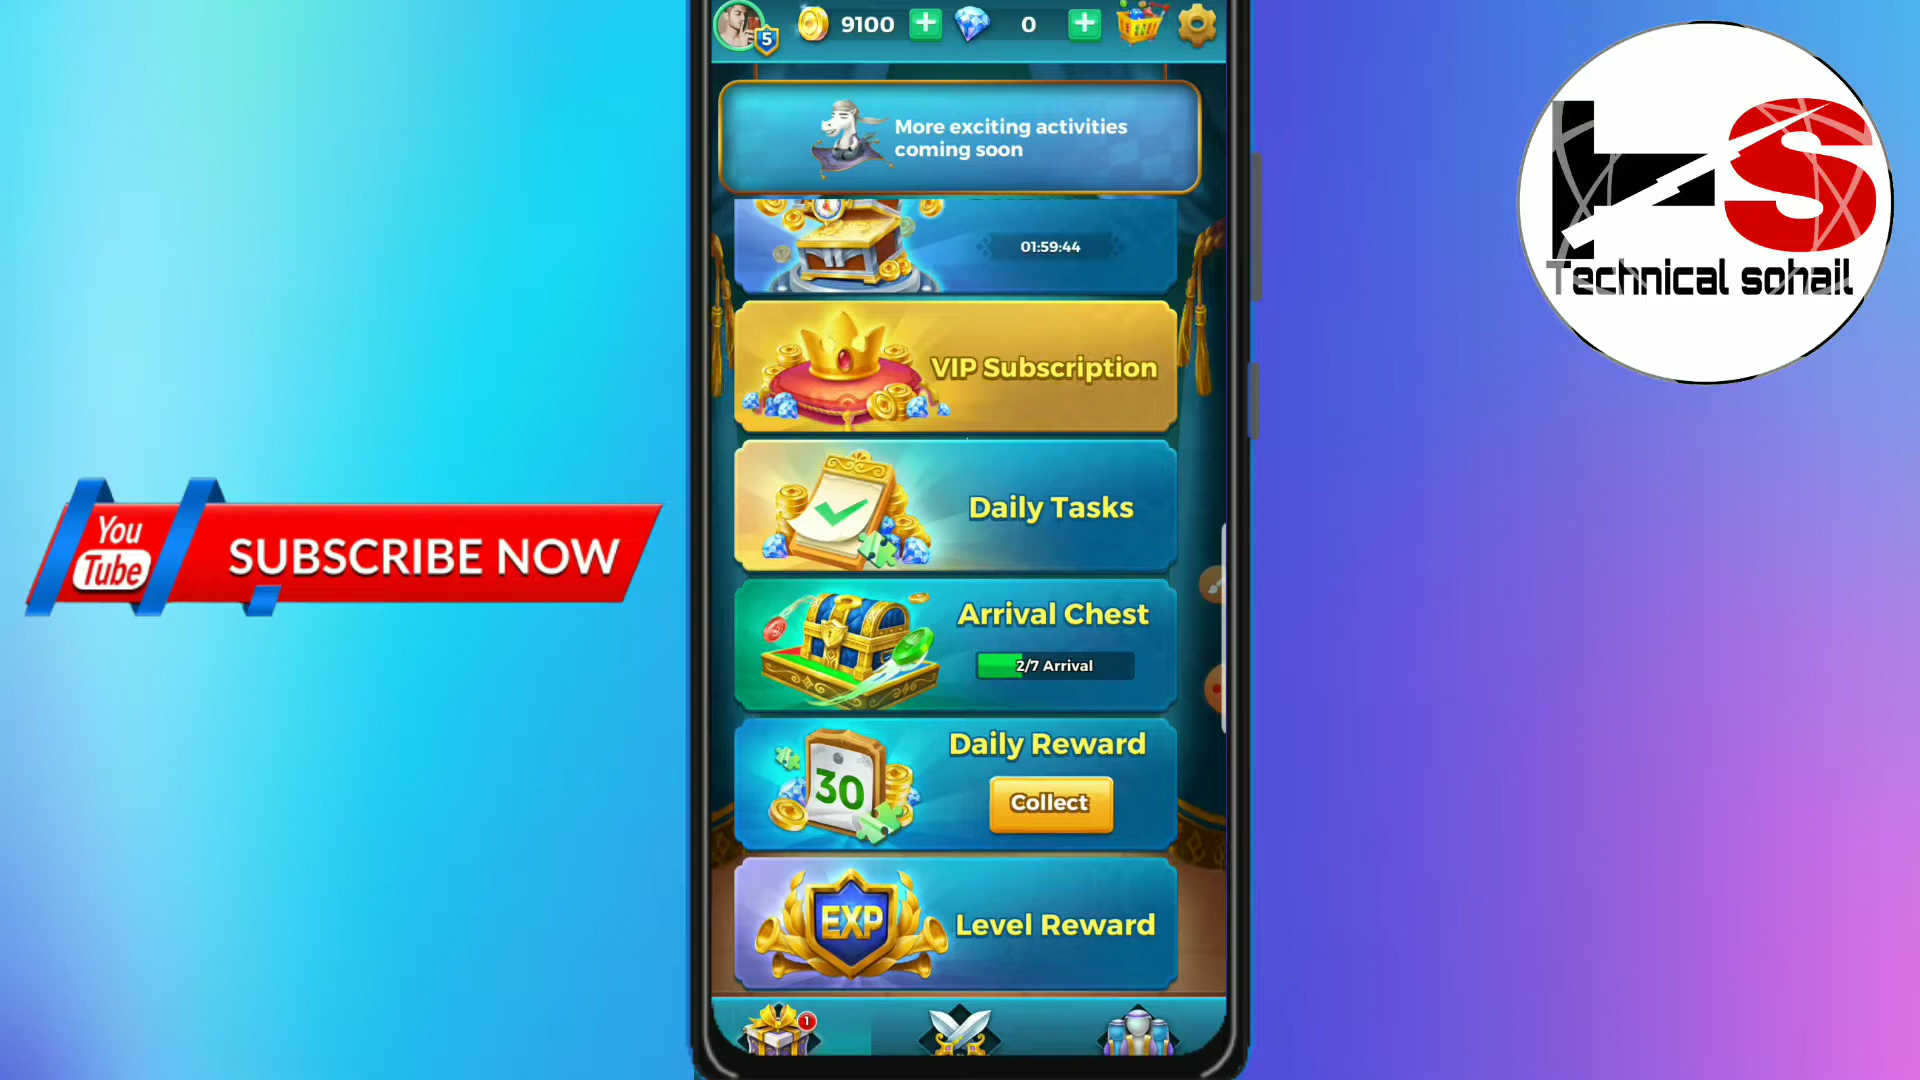 5
9100
0
More exciting activities
coming soon
01:59:44
VIP Subscription
Daily Tasks
Arrival Chest
2/7 Arrival
Daily Reward
30
Collect
EXP
Level Reward
1
You
Tube
SUBSCRIBE NOW
S
Technical sohail